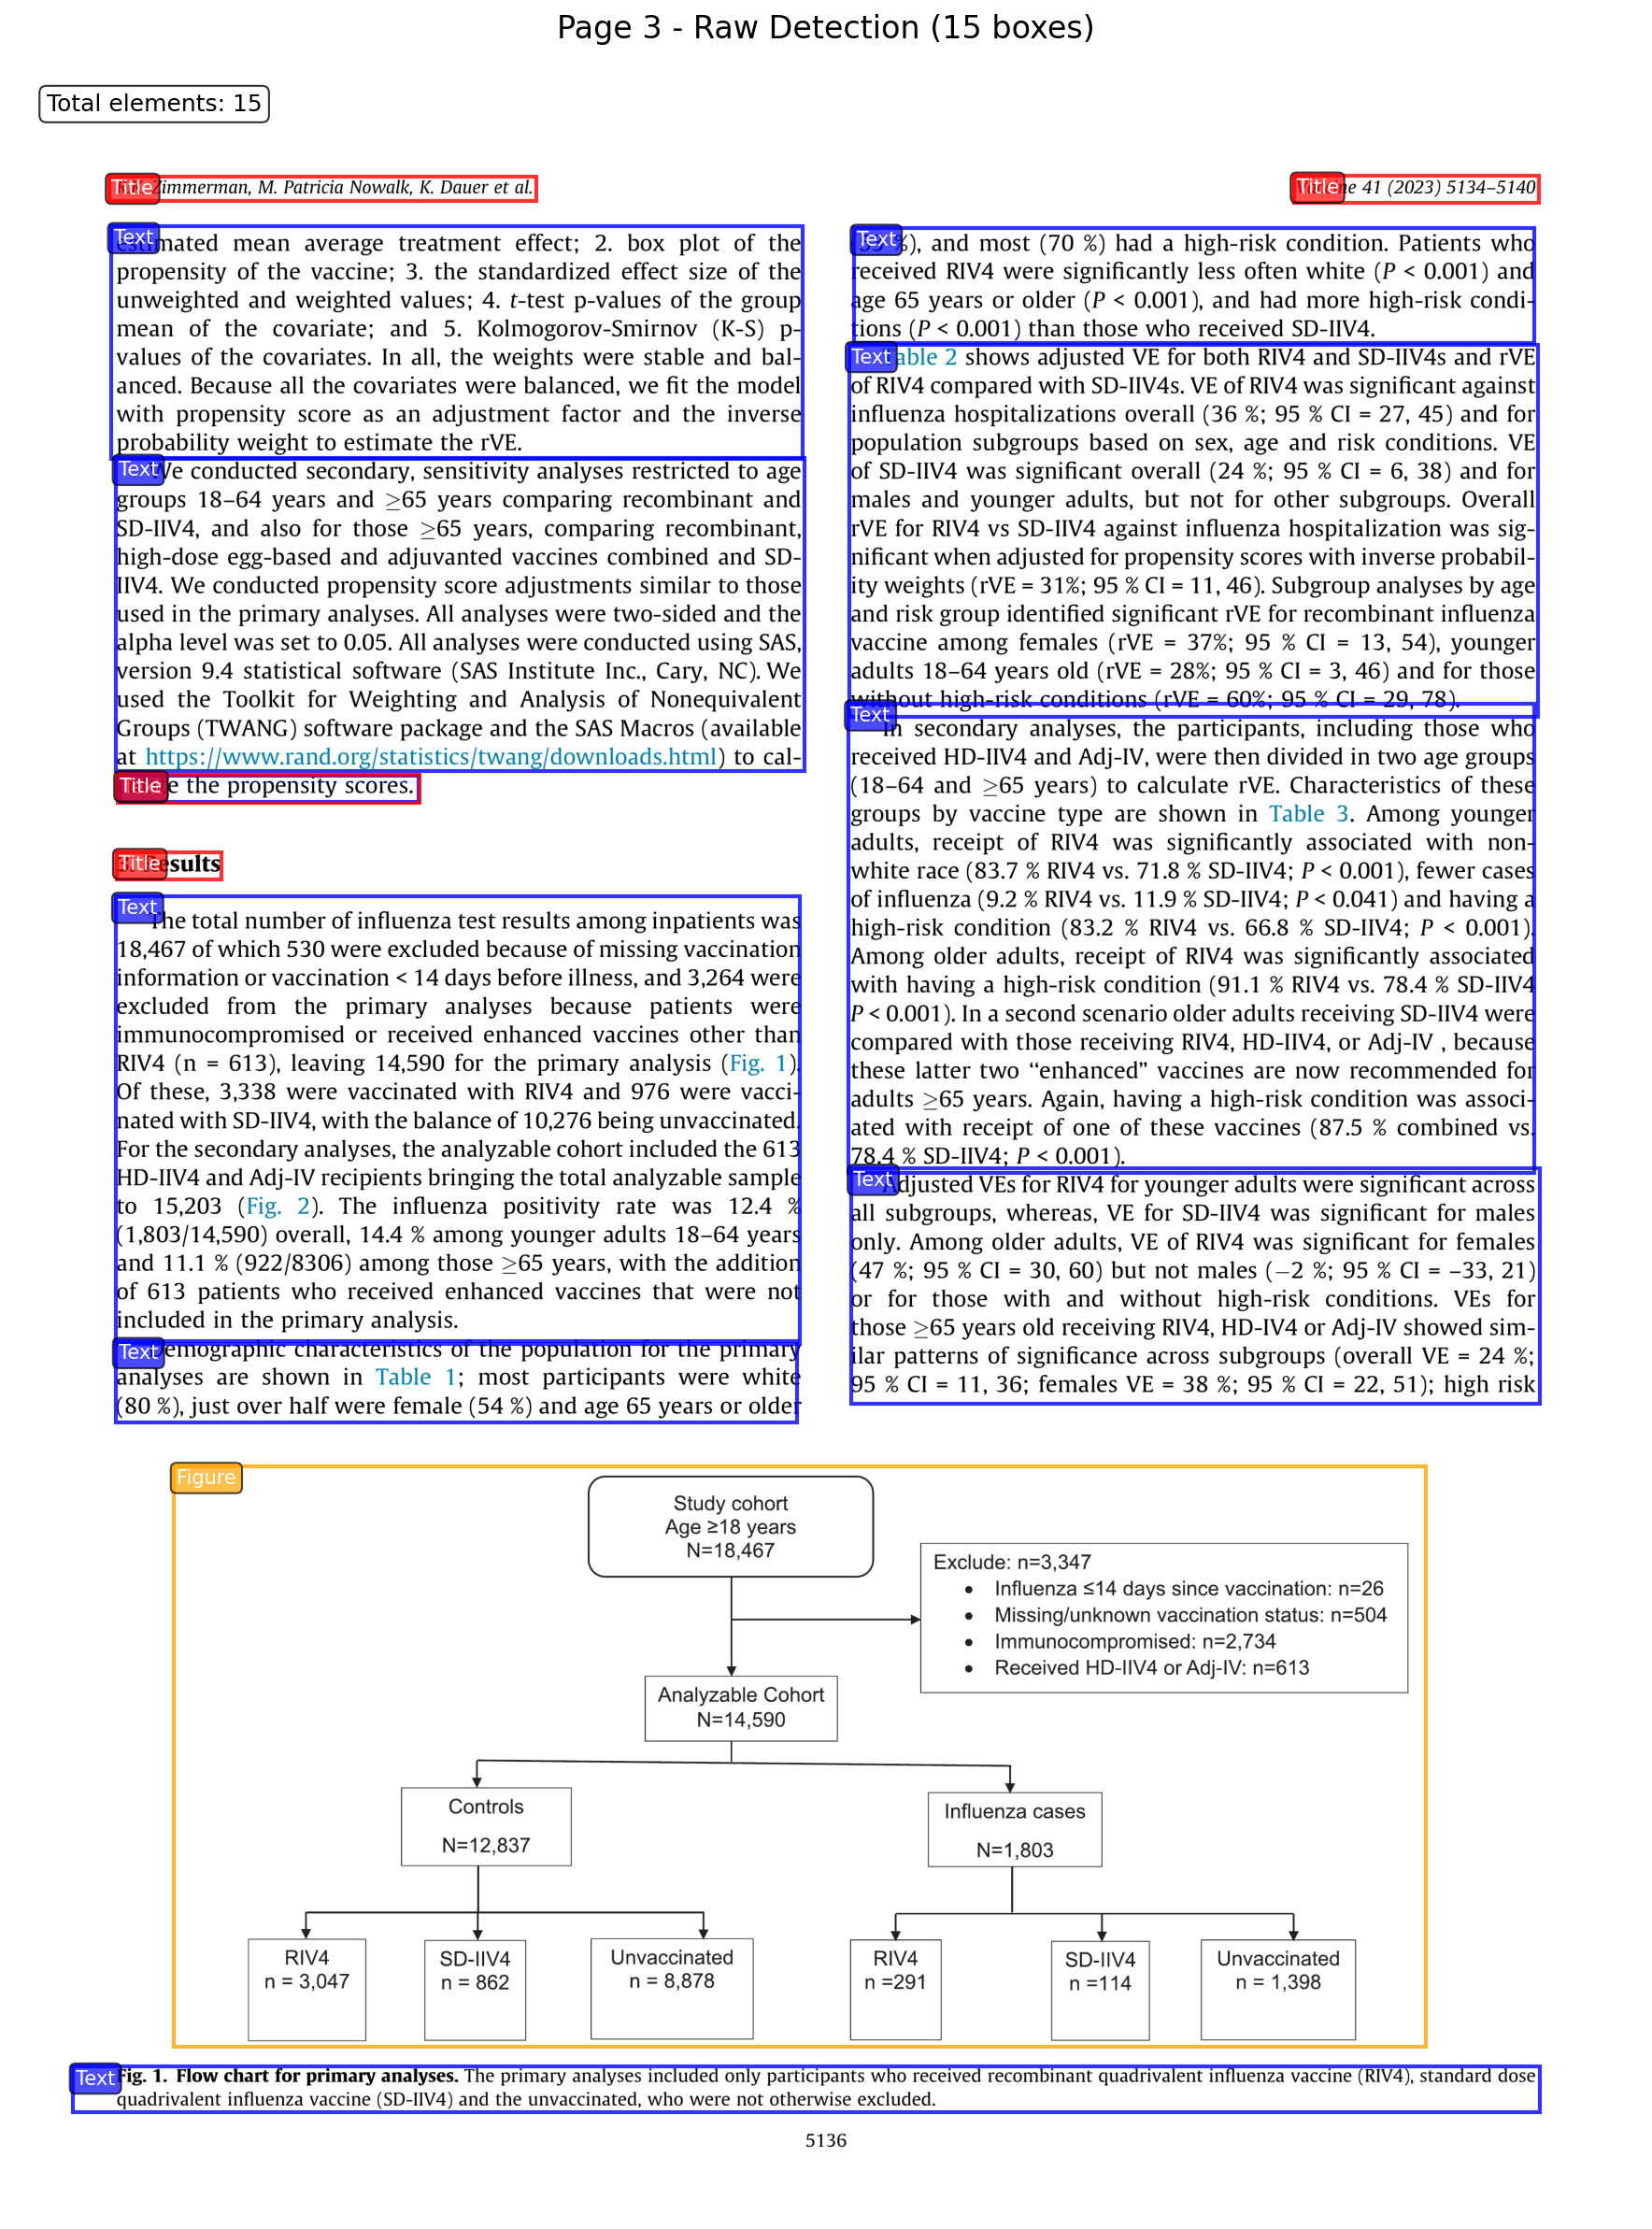 Page 3 - Raw Detection (15 boxes)
Total elements: 15
Title Zimmerman, M. Patricia Nowalk, K. Dauer et al.
Title 41 (2023) 5134–5140
Text
estimated mean average treatment effect; 2. box plot of the
propensity of the vaccine; 3. the standardized effect size of the
unweighted and weighted values; 4. t-test p-values of the group
mean of the covariate; and 5. Kolmogorov-Smirnov (K-S) p-
values of the covariates. In all, the weights were stable and bal-
anced. Because all the covariates were balanced, we fit the model
with propensity score as an adjustment factor and the inverse
probability weight to estimate the rVE.
Text
We conducted secondary, sensitivity analyses restricted to age
groups 18–64 years and ≥65 years comparing recombinant and
SD-IIV4, and also for those ≥65 years, comparing recombinant,
high-dose egg-based and adjuvanted vaccines combined and SD-
IIV4. We conducted propensity score adjustments similar to those
used in the primary analyses. All analyses were two-sided and the
alpha level was set to 0.05. All analyses were conducted using SAS,
version 9.4 statistical software (SAS Institute Inc., Cary, NC). We
used the Toolkit for Weighting and Analysis of Nonequivalent
Groups (TWANG) software package and the SAS Macros (available
at https://www.rand.org/statistics/twang/downloads.html) to cal-
Title the propensity scores.
Title Results
Text
The total number of influenza test results among inpatients was
18,467 of which 530 were excluded because of missing vaccination
information or vaccination < 14 days before illness, and 3,264 were
excluded from the primary analyses because patients were
immunocompromised or received enhanced vaccines other than
RIV4 (n = 613), leaving 14,590 for the primary analysis (Fig. 1).
Of these, 3,338 were vaccinated with RIV4 and 976 were vacci-
nated with SD-IIV4, with the balance of 10,276 being unvaccinated.
For the secondary analyses, the analyzable cohort included the 613
HD-IIV4 and Adj-IV recipients bringing the total analyzable sample
to 15,203 (Fig. 2). The influenza positivity rate was 12.4 %
(1,803/14,590) overall, 14.4 % among younger adults 18–64 years
and 11.1 % (922/8306) among those ≥65 years, with the addition
of 613 patients who received enhanced vaccines that were not
included in the primary analysis.
Text
Demographic characteristics of the population for the primary
analyses are shown in Table 1; most participants were white
(80 %), just over half were female (54 %) and age 65 years or older
Text
%), and most (70 %) had a high-risk condition. Patients who
received RIV4 were significantly less often white (P < 0.001) and
age 65 years or older (P < 0.001), and had more high-risk condi-
tions (P < 0.001) than those who received SD-IIV4.
Text
Table 2 shows adjusted VE for both RIV4 and SD-IIV4s and rVE
of RIV4 compared with SD-IIV4s. VE of RIV4 was significant against
influenza hospitalizations overall (36 %; 95 % CI = 27, 45) and for
population subgroups based on sex, age and risk conditions. VE
of SD-IIV4 was significant overall (24 %; 95 % CI = 6, 38) and for
males and younger adults, but not for other subgroups. Overall
rVE for RIV4 vs SD-IIV4 against influenza hospitalization was sig-
nificant when adjusted for propensity scores with inverse probabil-
ity weights (rVE = 31%; 95 % CI = 11, 46). Subgroup analyses by age
and risk group identified significant rVE for recombinant influenza
vaccine among females (rVE = 37%; 95 % CI = 13, 54), younger
adults 18–64 years old (rVE = 28%; 95 % CI = 3, 46) and for those
without high-risk conditions (rVE = 60%; 95 % CI = 29, 78).
Text
In secondary analyses, the participants, including those who
received HD-IIV4 and Adj-IV, were then divided in two age groups
(18–64 and ≥65 years) to calculate rVE. Characteristics of these
groups by vaccine type are shown in Table 3. Among younger
adults, receipt of RIV4 was significantly associated with non-
white race (83.7 % RIV4 vs. 71.8 % SD-IIV4; P < 0.001), fewer cases
of influenza (9.2 % RIV4 vs. 11.9 % SD-IIV4; P < 0.041) and having a
high-risk condition (83.2 % RIV4 vs. 66.8 % SD-IIV4; P < 0.001).
Among older adults, receipt of RIV4 was significantly associated
with having a high-risk condition (91.1 % RIV4 vs. 78.4 % SD-IIV4
P < 0.001). In a second scenario older adults receiving SD-IIV4 were
compared with those receiving RIV4, HD-IIV4, or Adj-IV , because
these latter two “enhanced” vaccines are now recommended for
adults ≥65 years. Again, having a high-risk condition was associ-
ated with receipt of one of these vaccines (87.5 % combined vs.
78.4 % SD-IIV4; P < 0.001).
Text
Adjusted VEs for RIV4 for younger adults were significant across
all subgroups, whereas, VE for SD-IIV4 was significant for males
only. Among older adults, VE of RIV4 was significant for females
(47 %; 95 % CI = 30, 60) but not males (−2 %; 95 % CI = –33, 21)
or for those with and without high-risk conditions. VEs for
those ≥65 years old receiving RIV4, HD-IV4 or Adj-IV showed sim-
ilar patterns of significance across subgroups (overall VE = 24 %;
95 % CI = 11, 36; females VE = 38 %; 95 % CI = 22, 51); high risk
Figure
Study cohort
Age ≥18 years
N=18,467
Exclude: n=3,347
• Influenza ≤14 days since vaccination: n=26
• Missing/unknown vaccination status: n=504
• Immunocompromised: n=2,734
• Received HD-IIV4 or Adj-IV: n=613
Analyzable Cohort
N=14,590
Controls
N=12,837
Influenza cases
N=1,803
RIV4
n = 3,047
SD-IIV4
n = 862
Unvaccinated
n = 8,878
RIV4
n =291
SD-IIV4
n =114
Unvaccinated
n = 1,398
Text
Fig. 1. Flow chart for primary analyses. The primary analyses included only participants who received recombinant quadrivalent influenza vaccine (RIV4), standard dose
quadrivalent influenza vaccine (SD-IIV4) and the unvaccinated, who were not otherwise excluded.
5136